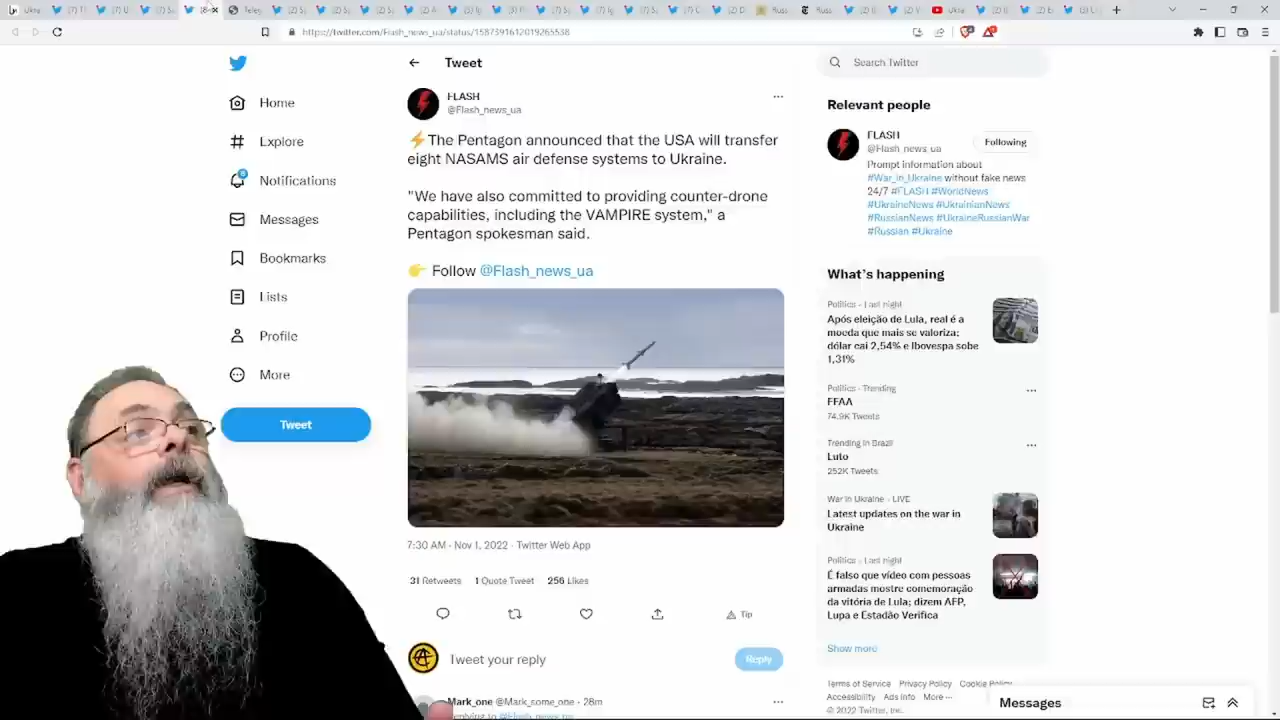 https://twitter.com/Flash_news_ua/status/1587391612019265538
Home
Explore
Notifications
Messages
Bookmarks
Lists
Profile
More
Tweet
Tweet
FLASH
@Flash_news_ua
⚡The Pentagon announced that the USA will transfer
eight NASAMS air defense systems to Ukraine.
"We have also committed to providing counter-drone
capabilities, including the VAMPIRE system," a
Pentagon spokesman said.
👉 Follow @Flash_news_ua
7:30 AM · Nov 1, 2022 · Twitter Web App
31 Retweets 1 Quote Tweet 256 Likes
Tip
Tweet your reply
Reply
Mark_one @Mark_some_one · 28m
Replying to @Flash_news_ua
Search Twitter
Relevant people
FLASH
@Flash_news_ua
Following
Prompt information about
#War_in_Ukraine without fake news
24/7 #FLASH #WorldNews
#UkraineNews #UkrainianNews
#RussianNews #UkraineRussianWar
#Russian #Ukraine
What's happening
Politics · Last night
Após eleição de Lula, real é a
moeda que mais se valoriza;
dólar cai 2,54% e Ibovespa sobe
1,31%
Politics · Trending
FFAA
74.9K Tweets
Trending in Brazil
Luto
252K Tweets
War in Ukraine · LIVE
Latest updates on the war in
Ukraine
Politics · Last night
É falso que vídeo com pessoas
armadas mostre comemoração
da vitória de Lula; dizem AFP,
Lupa e Estadão Verifica
Show more
Terms of Service Privacy Policy Cookie Policy
Accessibility Ads info More ···
© 2022 Twitter, Inc.
Messages